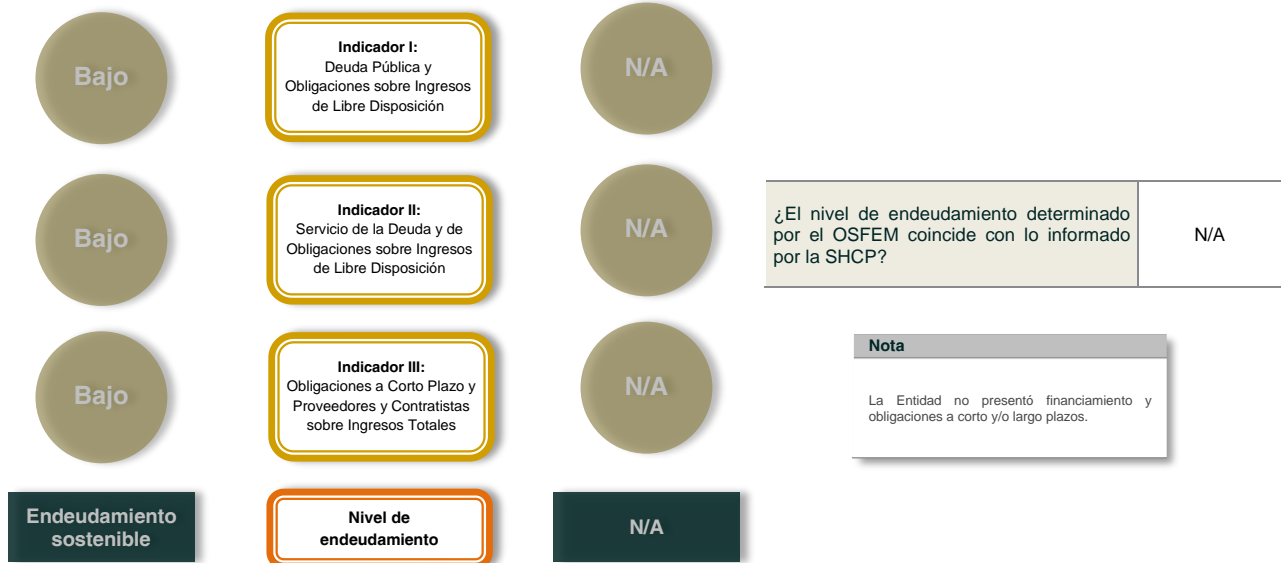 Bajo
Indicador I:
Deuda Pública y
Obligaciones sobre Ingresos
de Libre Disposición
N/A
Bajo
Indicador II:
Servicio de la Deuda y de
Obligaciones sobre Ingresos
de Libre Disposición
N/A
¿El nivel de endeudamiento determinado
por el OSFEM coincide con lo informado
por la SHCP?
N/A
Bajo
Indicador III:
Obligaciones a Corto Plazo y
Proveedores y Contratistas
sobre Ingresos Totales
N/A
Nota
La Entidad no presentó financiamiento y
obligaciones a corto y/o largo plazos.
Endeudamiento
sostenible
Nivel de
endeudamiento
N/A